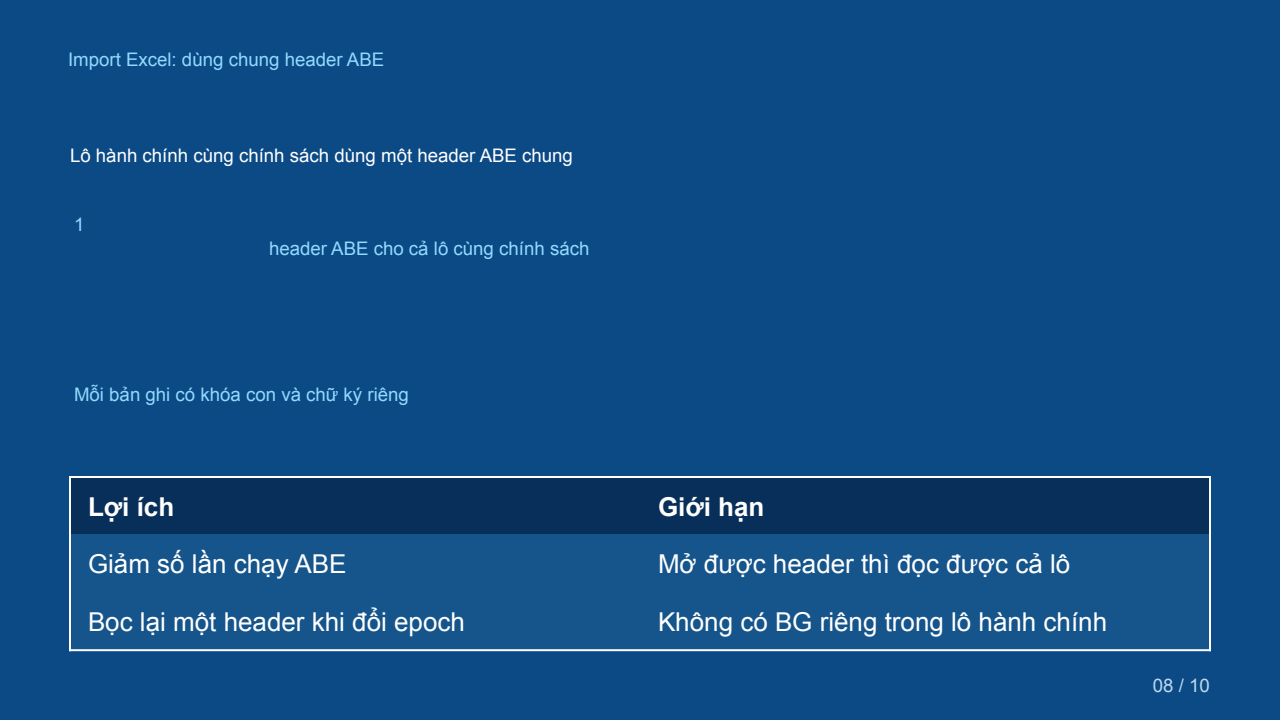 Import Excel: dùng chung header ABE
Lô hành chính cùng chính sách dùng một header ABE chung
1
header ABE cho cả lô cùng chính sách
Mỗi bản ghi có khóa con và chữ ký riêng
Lợi ích
Giới hạn
Giảm số lần chạy ABE
Mở được header thì đọc được cả lô
Bọc lại một header khi đổi epoch
Không có BG riêng trong lô hành chính
08 / 10